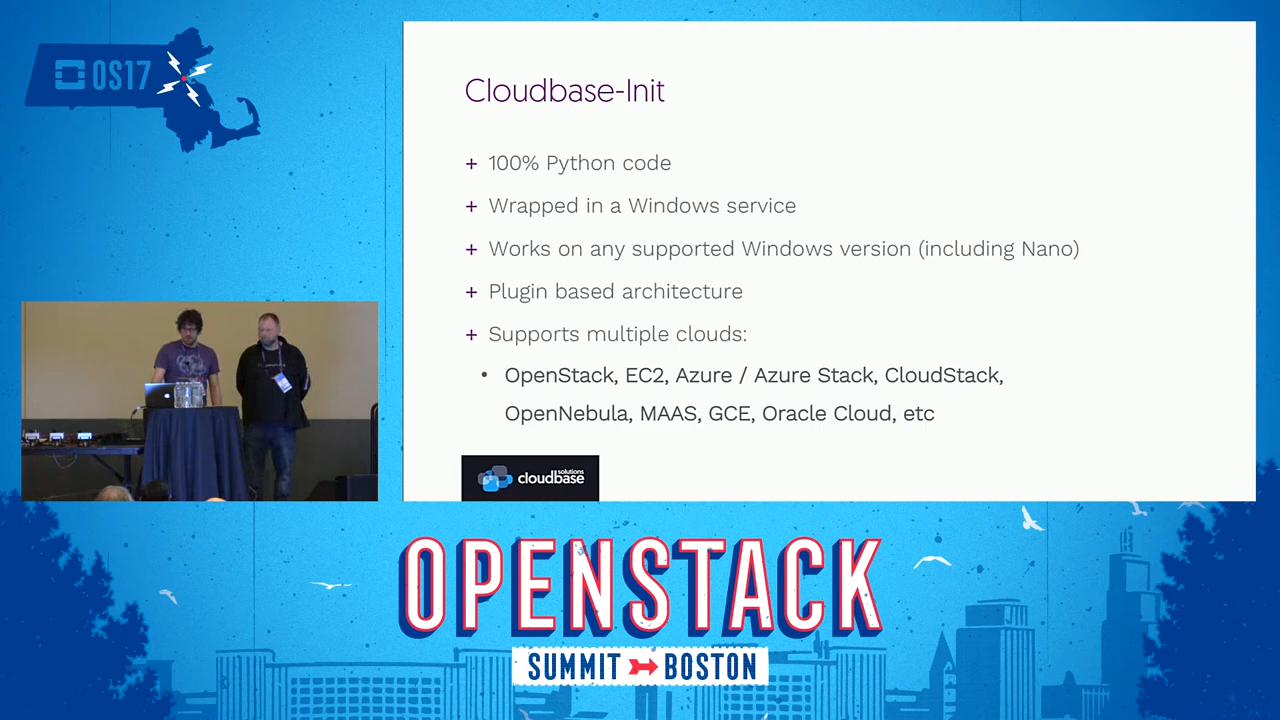 OS17
Cloudbase-Init
+ 100% Python code
+ Wrapped in a Windows service
+ Works on any supported Windows version (including Nano)
+ Plugin based architecture
+ Supports multiple clouds:
• OpenStack, EC2, Azure / Azure Stack, CloudStack,
OpenNebula, MAAS, GCE, Oracle Cloud, etc
solutions
cloudbase
OPENSTACK
SUMMIT BOSTON